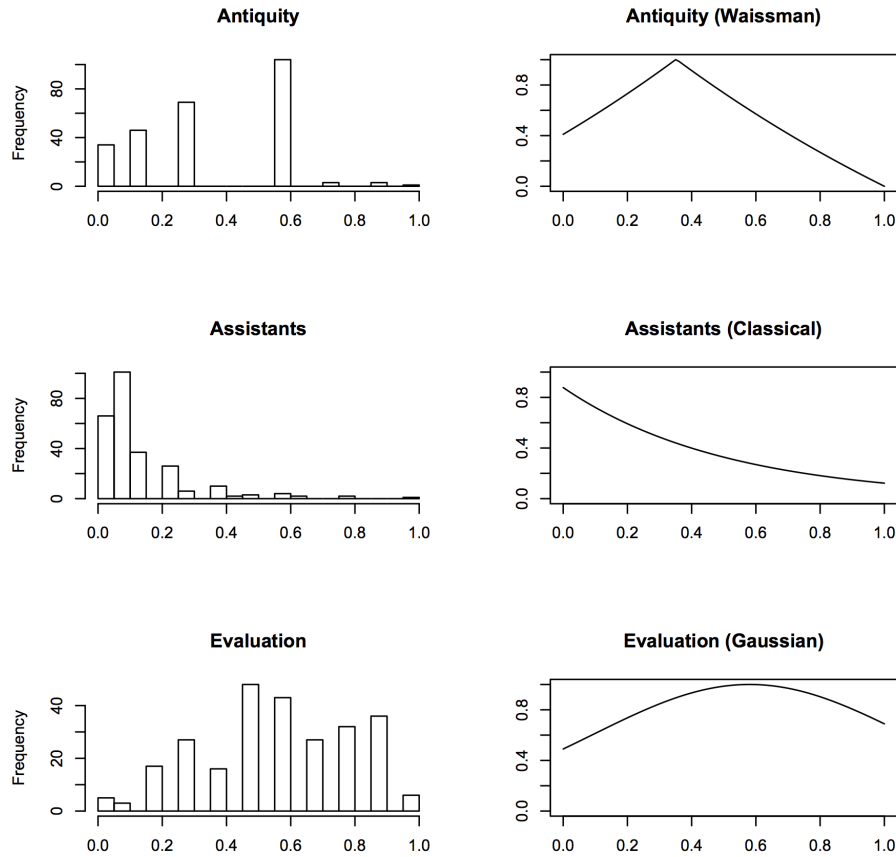 Antiquity
Frequency
0 40 80
0.0 0.2 0.4 0.6 0.8 1.0
Antiquity (Waissman)
0.0 0.4 0.8
0.0 0.2 0.4 0.6 0.8 1.0
Assistants
Frequency
0 40 80
0.0 0.2 0.4 0.6 0.8 1.0
Assistants (Classical)
0.0 0.4 0.8
0.0 0.2 0.4 0.6 0.8 1.0
Evaluation
Frequency
0 20 40
0.0 0.2 0.4 0.6 0.8 1.0
Evaluation (Gaussian)
0.0 0.4 0.8
0.0 0.2 0.4 0.6 0.8 1.0